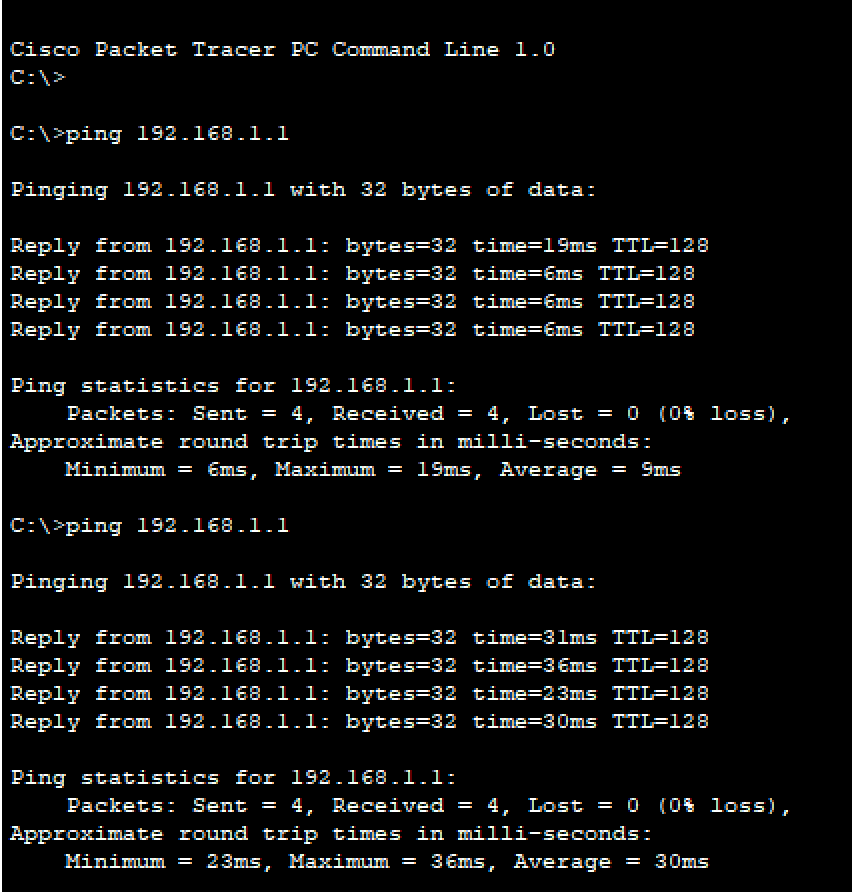 Cisco Packet Tracer PC Command Line 1.0
C:\>
C:\>ping 192.168.1.1
Pinging 192.168.1.1 with 32 bytes of data:
Reply from 192.168.1.1: bytes=32 time=19ms TTL=128
Reply from 192.168.1.1: bytes=32 time=6ms TTL=128
Reply from 192.168.1.1: bytes=32 time=6ms TTL=128
Reply from 192.168.1.1: bytes=32 time=6ms TTL=128
Ping statistics for 192.168.1.1:
    Packets: Sent = 4, Received = 4, Lost = 0 (0% loss),
Approximate round trip times in milli-seconds:
    Minimum = 6ms, Maximum = 19ms, Average = 9ms
C:\>ping 192.168.1.1
Pinging 192.168.1.1 with 32 bytes of data:
Reply from 192.168.1.1: bytes=32 time=31ms TTL=128
Reply from 192.168.1.1: bytes=32 time=36ms TTL=128
Reply from 192.168.1.1: bytes=32 time=23ms TTL=128
Reply from 192.168.1.1: bytes=32 time=30ms TTL=128
Ping statistics for 192.168.1.1:
    Packets: Sent = 4, Received = 4, Lost = 0 (0% loss),
Approximate round trip times in milli-seconds:
    Minimum = 23ms, Maximum = 36ms, Average = 30ms